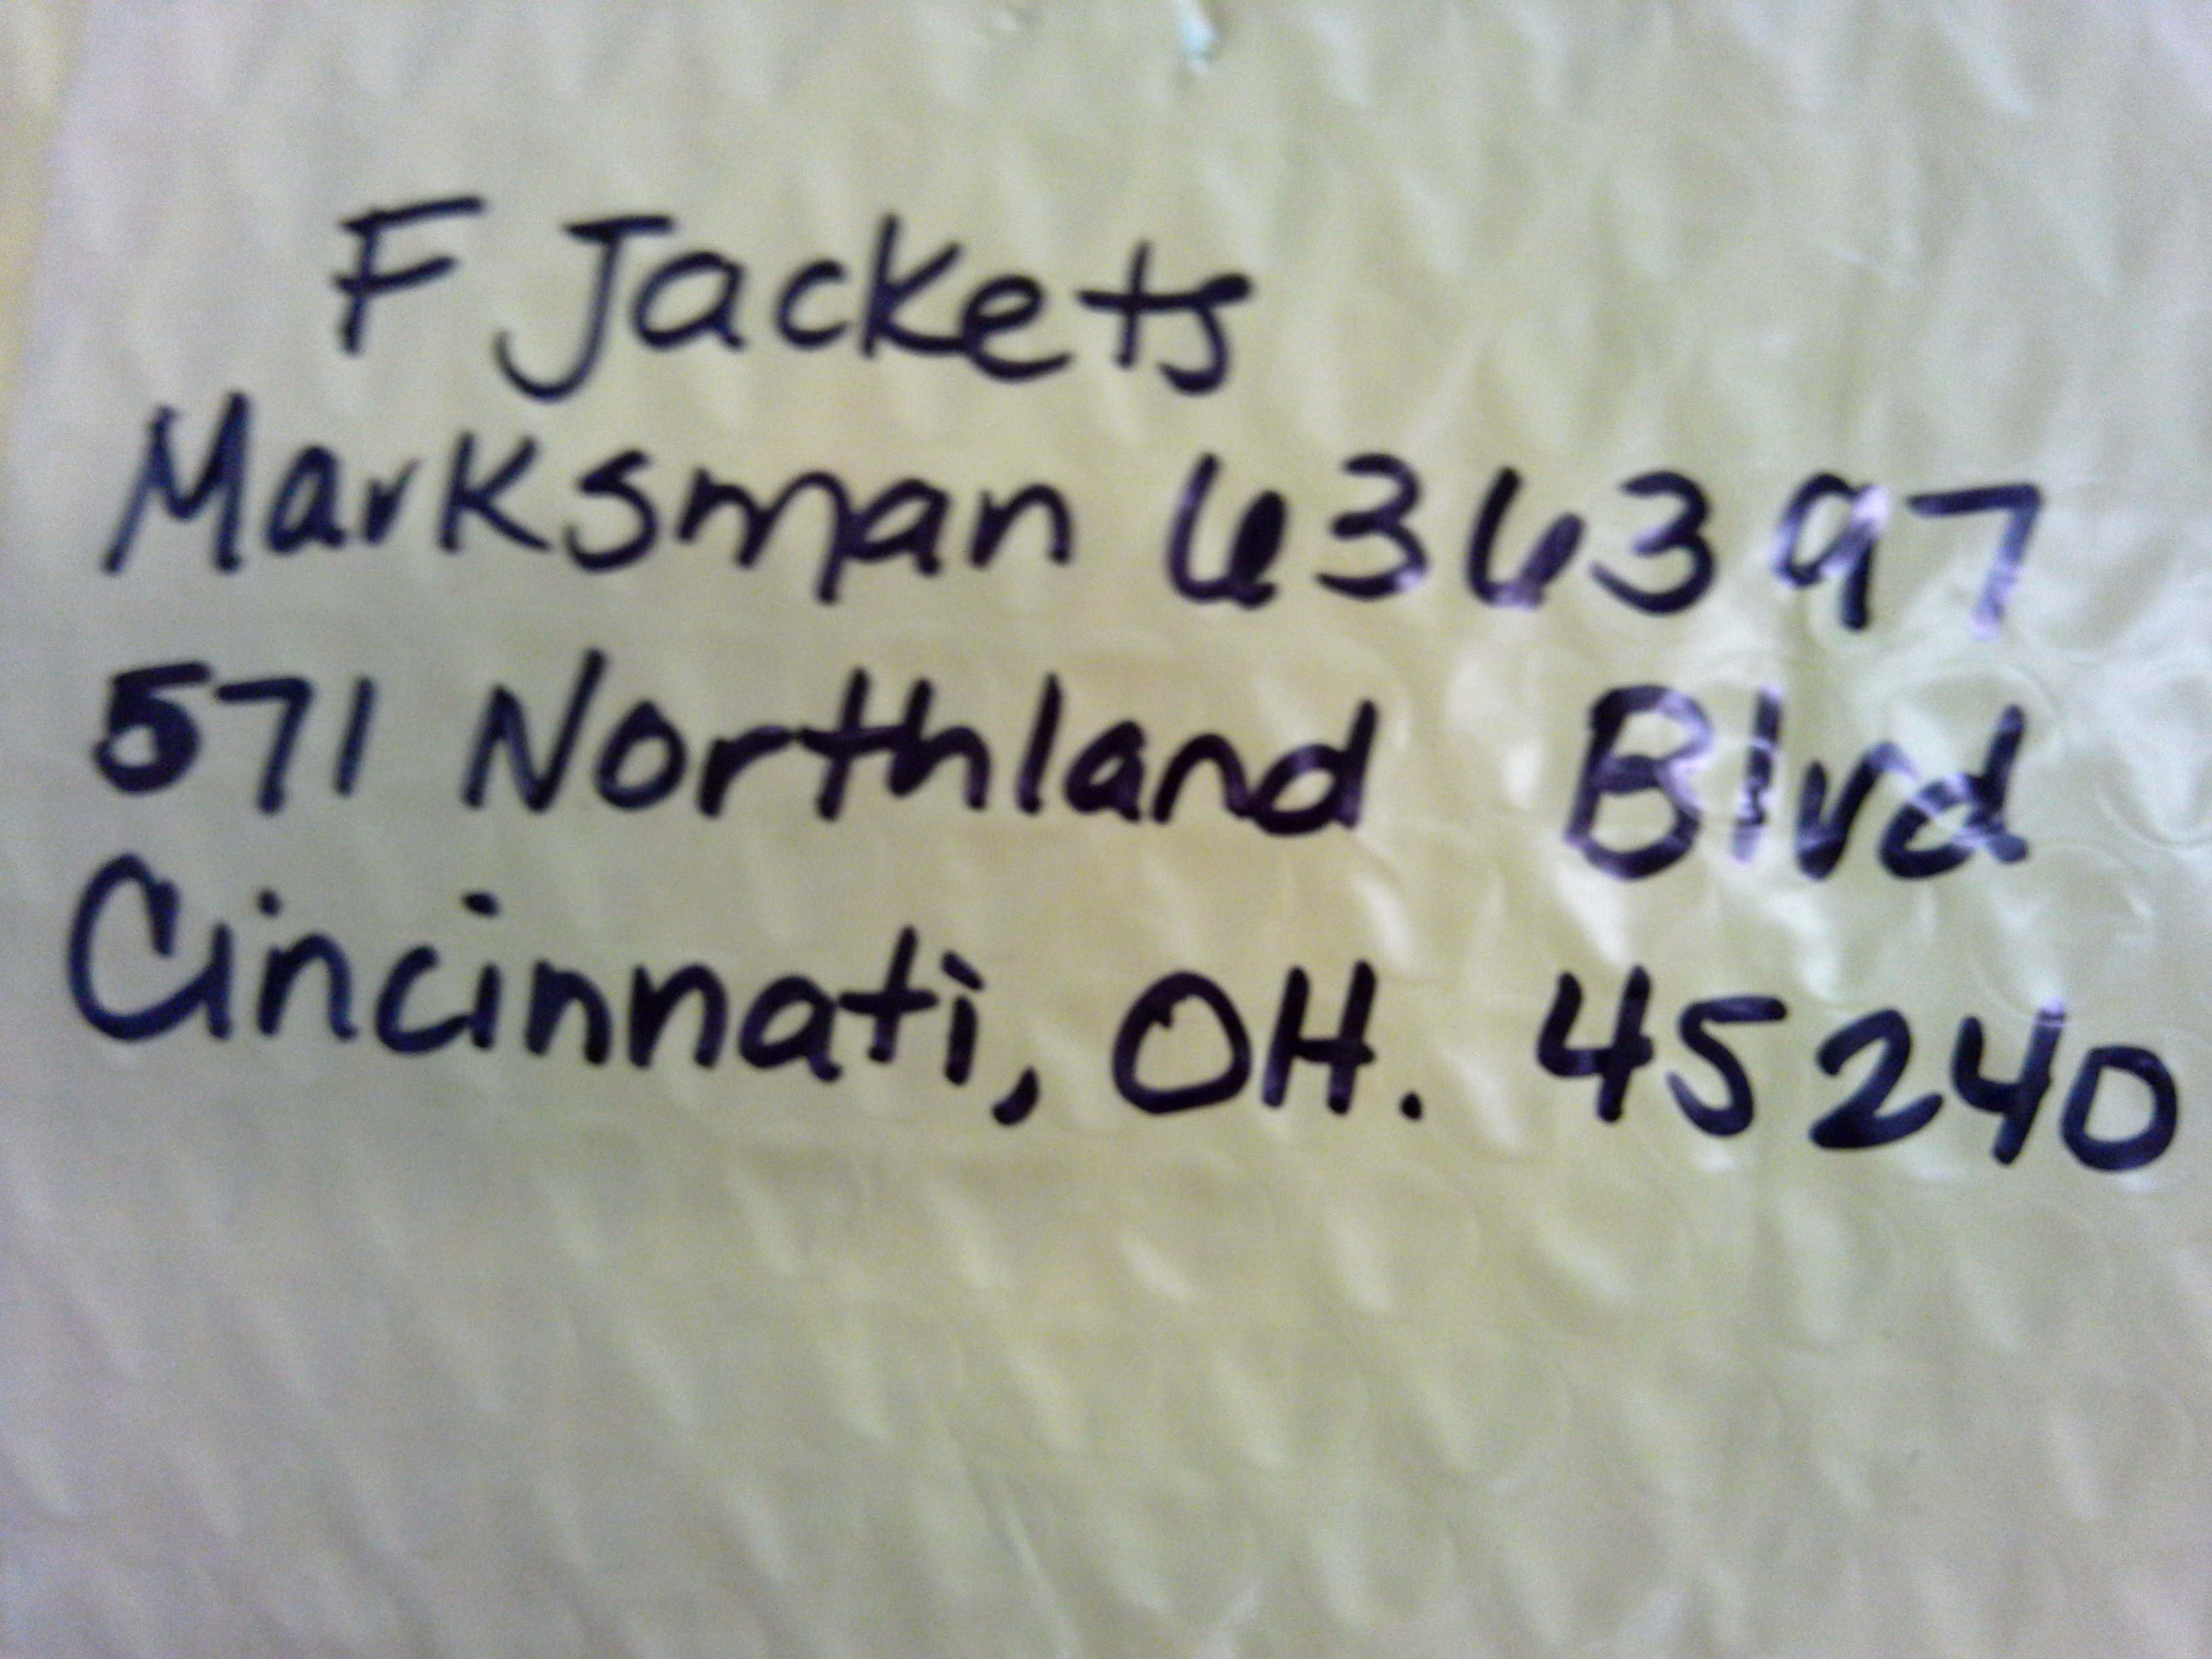 F Jackets
Marksman 636397
571 Northland Blvd
Cincinnati, OH. 45240